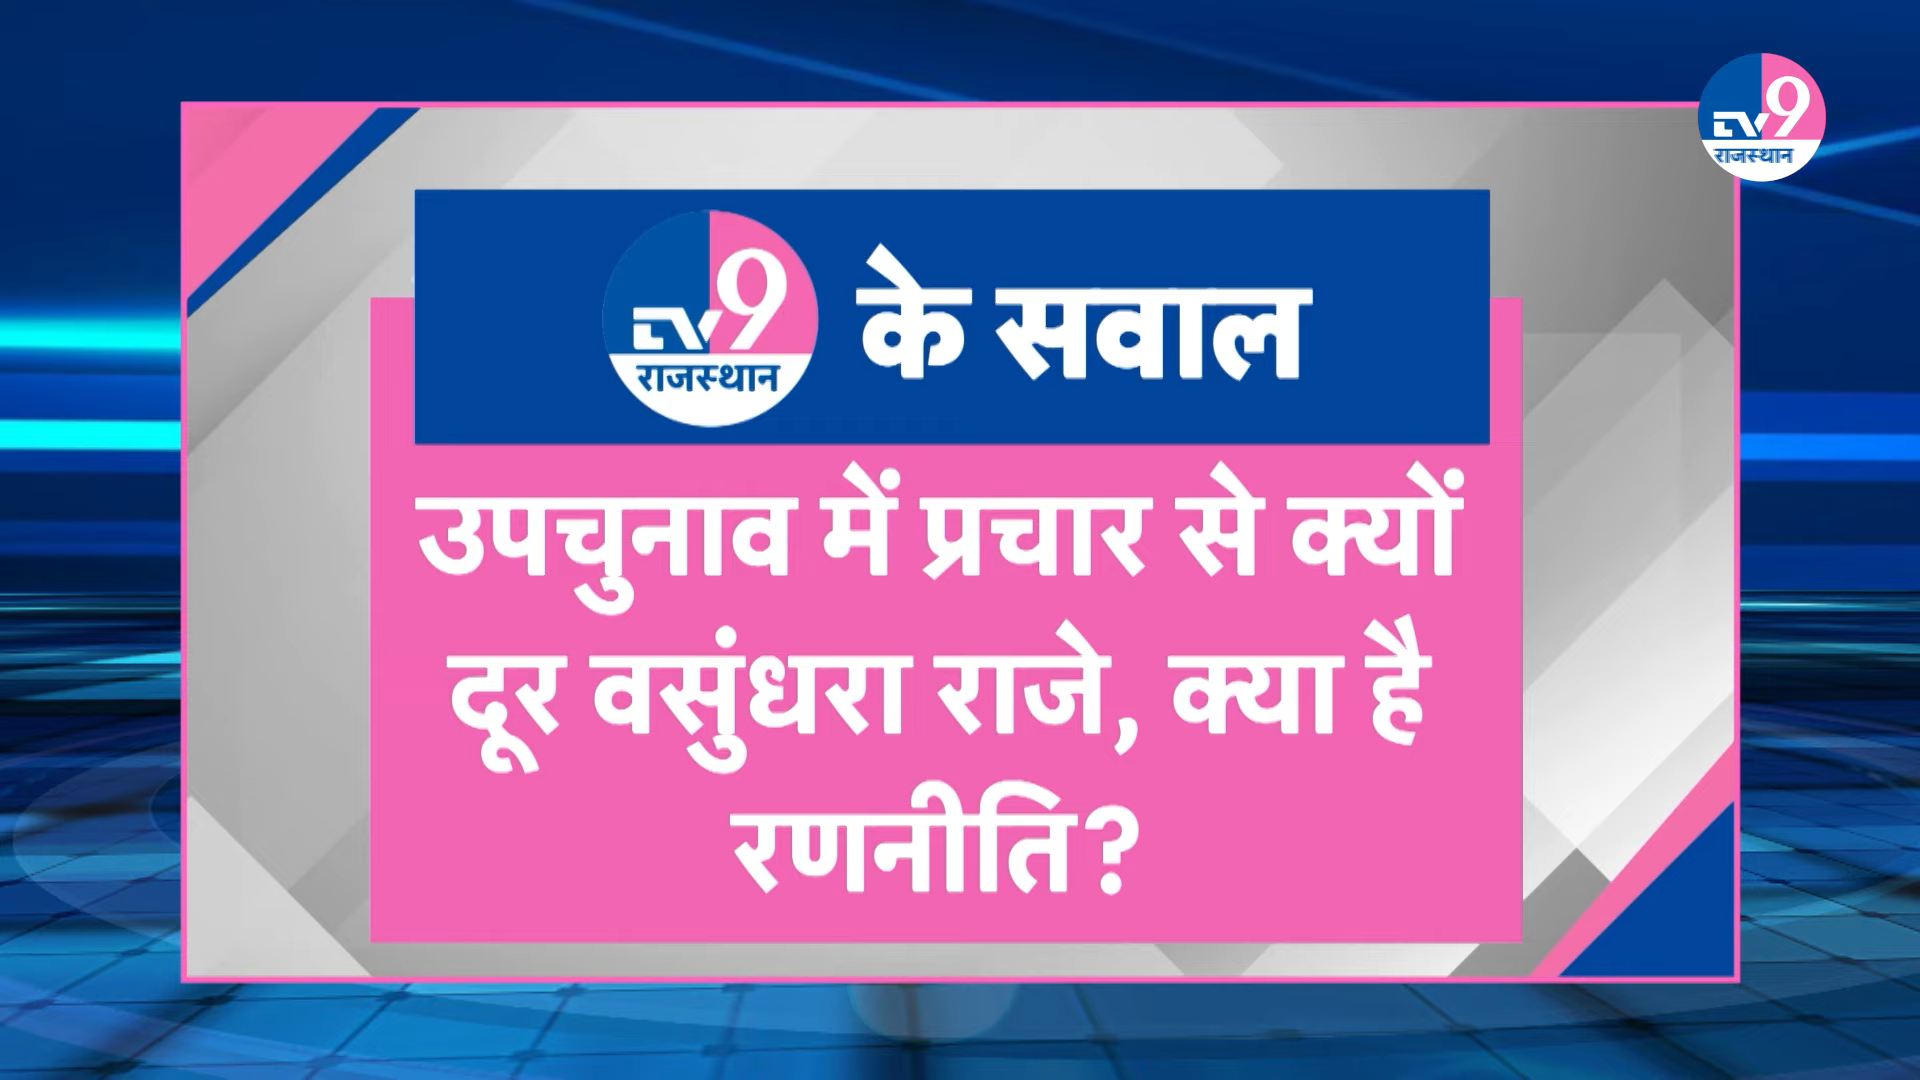 TV9
राजस्थान
TV9
राजस्थान
के सवाल
उपचुनाव में प्रचार से क्यों
दूर वसुंधरा राजे, क्या है
रणनीति?